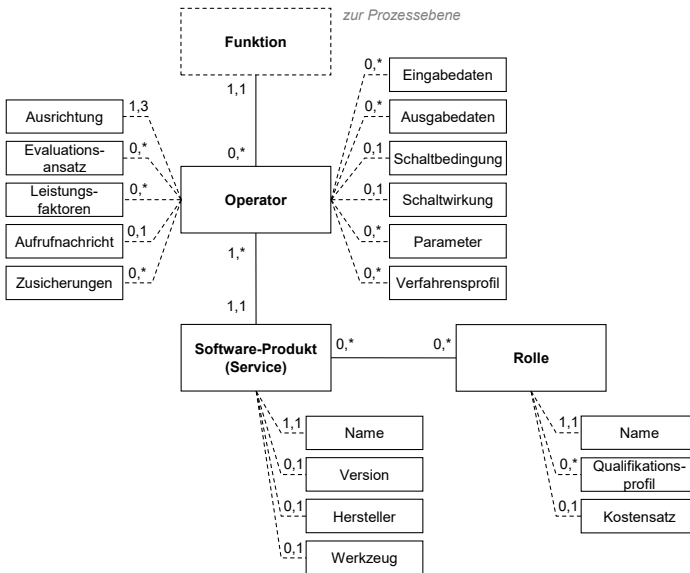 zur Prozessebene
Funktion
1,1
0,*
Ausrichtung
1,3
Evaluations-
ansatz
0,*
Leistungs-
faktoren
0,*
Aufrufnachricht
0,1
Zusicherungen
0,*
Operator
0,*
Eingabedaten
0,*
Ausgabedaten
0,1
Schaltbedingung
0,1
Schaltwirkung
0,*
Parameter
0,*
Verfahrensprofil
1,*
1,1
Software-Produkt
(Service)
0,*
0,*
Rolle
1,1
Name
0,1
Version
0,1
Hersteller
0,1
Werkzeug
1,1
Name
0,*
Qualifikations-
profil
0,1
Kostensatz